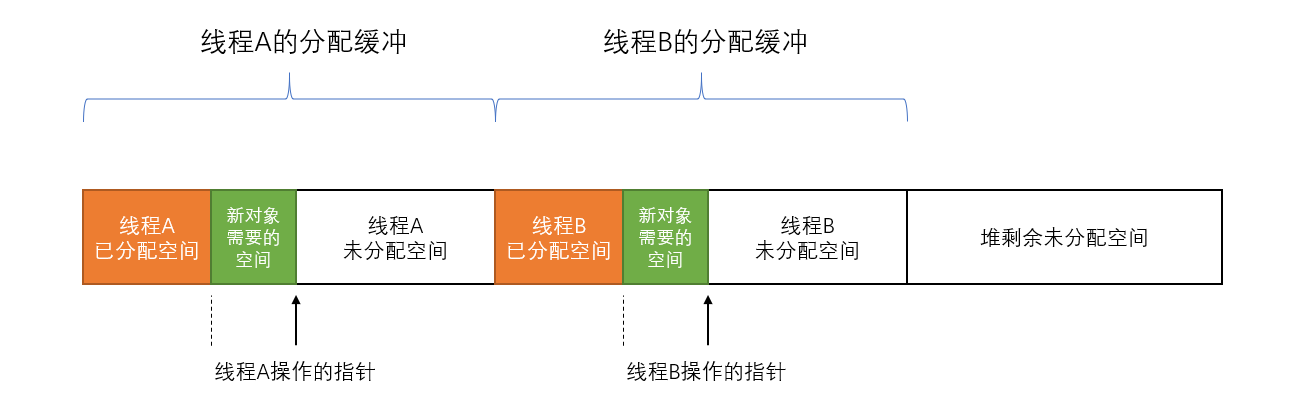 线程A的分配缓冲
线程B的分配缓冲
线程A
已分配空间
新对象
需要的
空间
线程A
未分配空间
线程B
已分配空间
新对象
需要的
空间
线程B
未分配空间
堆剩余未分配空间
线程A操作的指针
线程B操作的指针